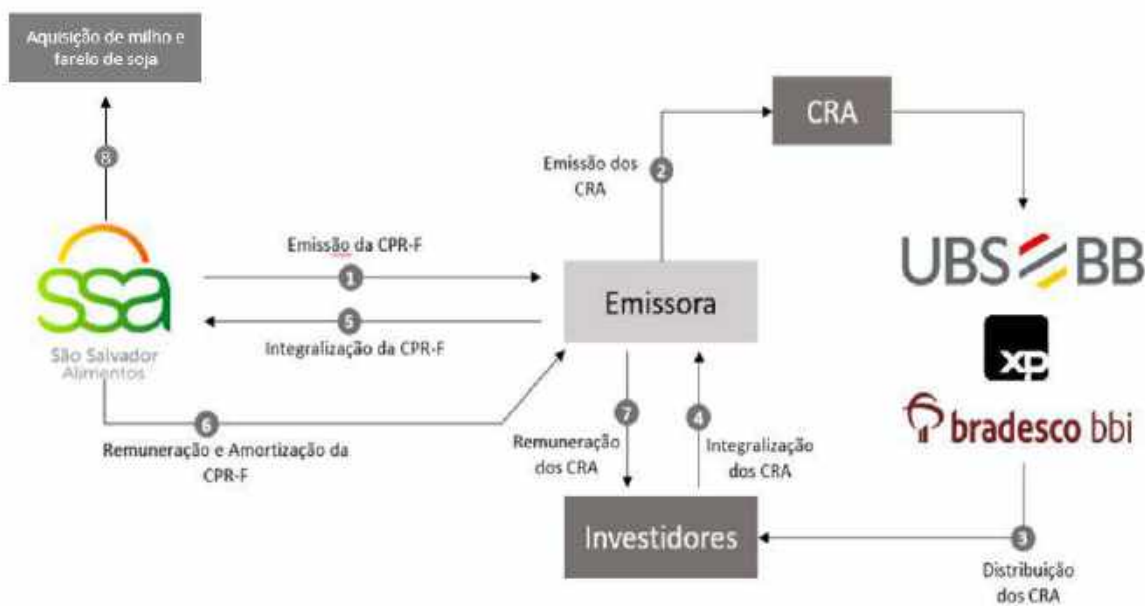 Aquisição de milho e
farelo de soja
8
ssa
São Salvador
Alimentos
Emissão da CPR-F
1
5
Integralização da CPR-F
6
Remuneração e Amortização da
CPR-F
Emissão dos
CRA
2
CRA
Emissora
UBS BB
xp
bradesco bbi
7
Remuneração
dos CRA
4
Integralização
dos CRA
Investidores
3
Distribuição
dos CRA